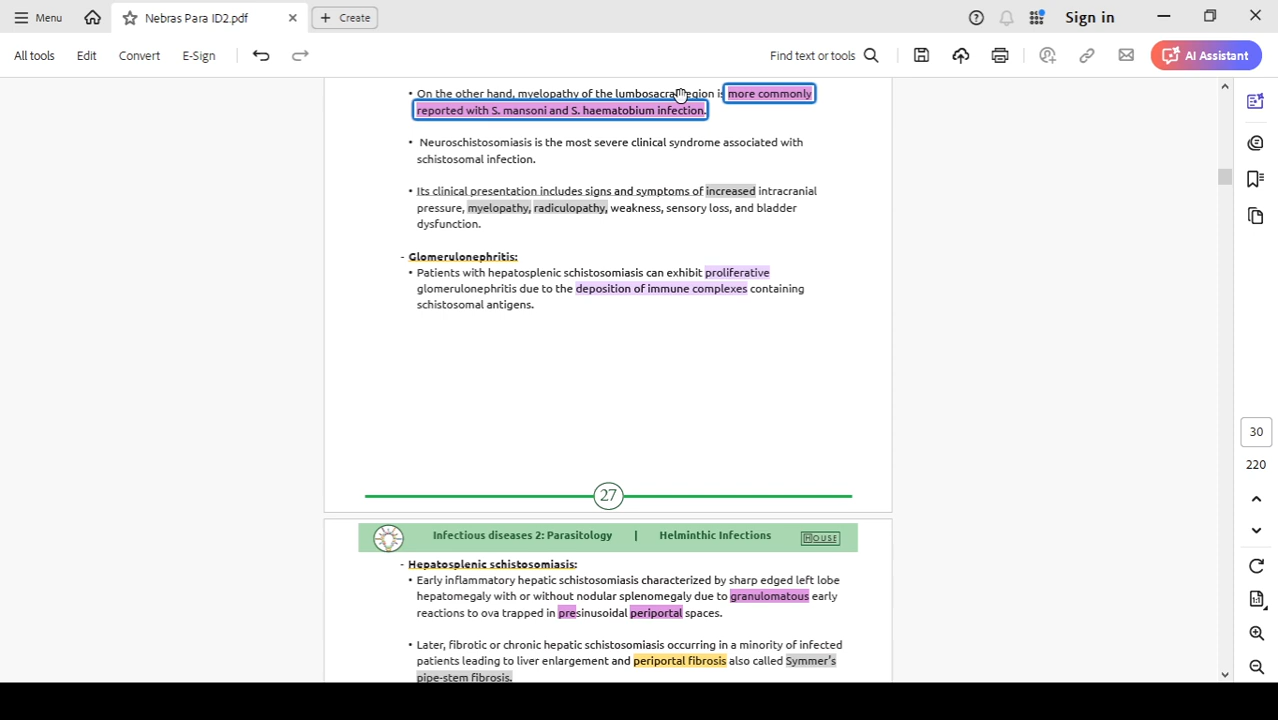 Menu
Nebras Para ID2.pdf
Create
Sign in
All tools
Edit
Convert
E-Sign
Find text or tools
AI Assistant
• On the other hand, myelopathy of the lumbosacral region is more commonly
reported with S. mansoni and S. haematobium infection.
• Neuroschistosomiasis is the most severe clinical syndrome associated with
schistosomal infection.
• Its clinical presentation includes signs and symptoms of increased intracranial
pressure, myelopathy, radiculopathy, weakness, sensory loss, and bladder
dysfunction.
- Glomerulonephritis:
• Patients with hepatosplenic schistosomiasis can exhibit proliferative
glomerulonephritis due to the deposition of immune complexes containing
schistosomal antigens.
27
Infectious diseases 2: Parasitology | Helminthic Infections HOUSE
- Hepatosplenic schistosomiasis:
• Early inflammatory hepatic schistosomiasis characterized by sharp edged left lobe
hepatomegaly with or without nodular splenomegaly due to granulomatous early
reactions to ova trapped in presinusoidal periportal spaces.
• Later, fibrotic or chronic hepatic schistosomiasis occurring in a minority of infected
patients leading to liver enlargement and periportal fibrosis also called Symmer's
pipe-stem fibrosis.
30
220